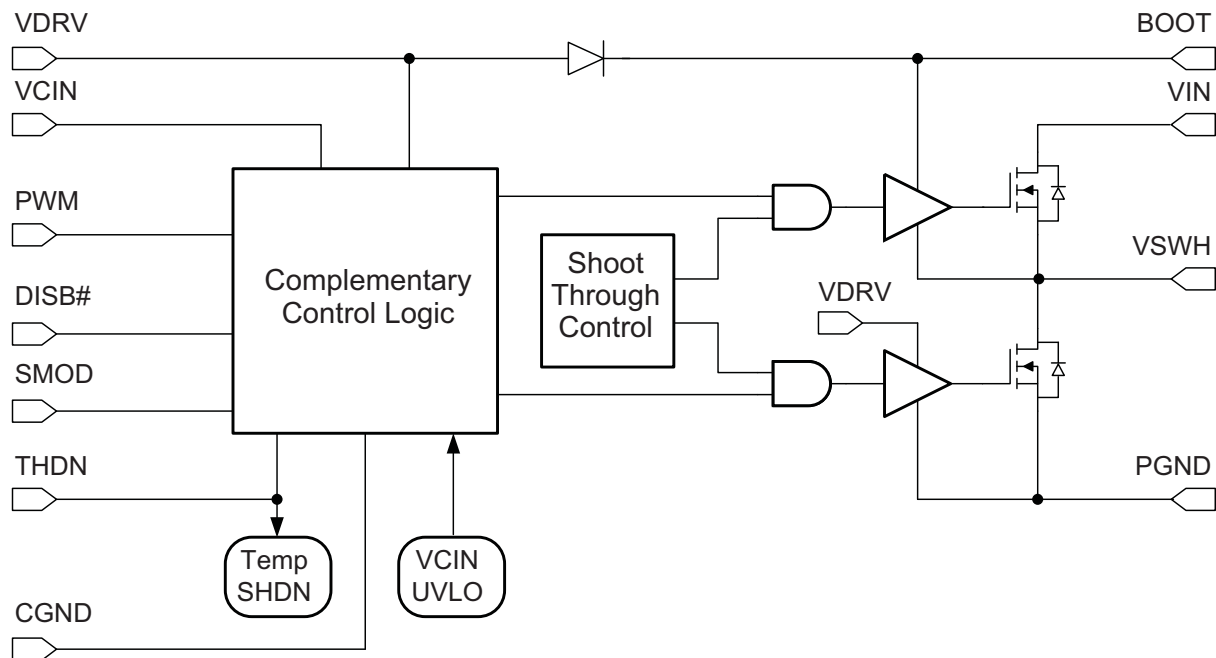 VDRV
BOOT
VCIN
VIN
PWM
Complementary
Control Logic
Shoot
Through
Control
VSWH
DISB#
VDRV
SMOD
THDN
PGND
Temp
SHDN
VCIN
UVLO
CGND